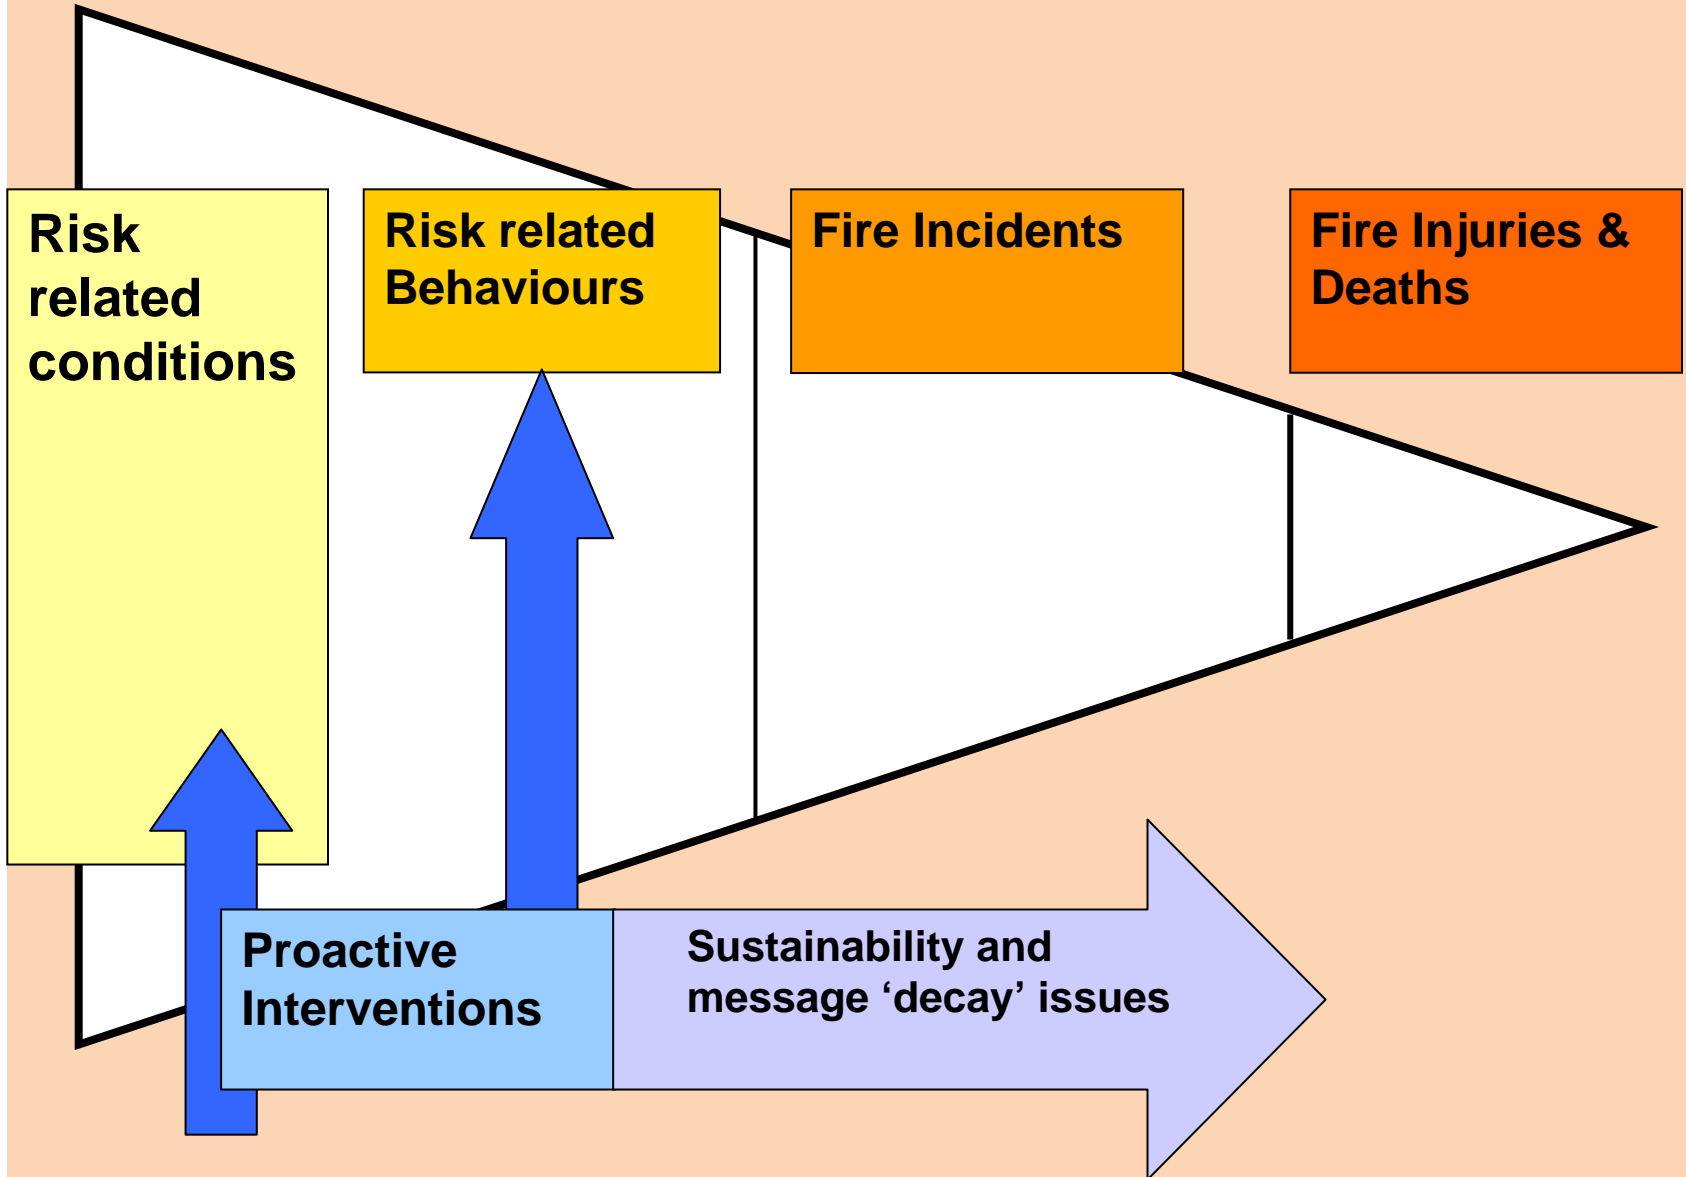 Risk
related
conditions
Risk related
Behaviours
Fire Incidents
Fire Injuries &
Deaths
Proactive
Interventions
Sustainability and
message ‘decay’ issues